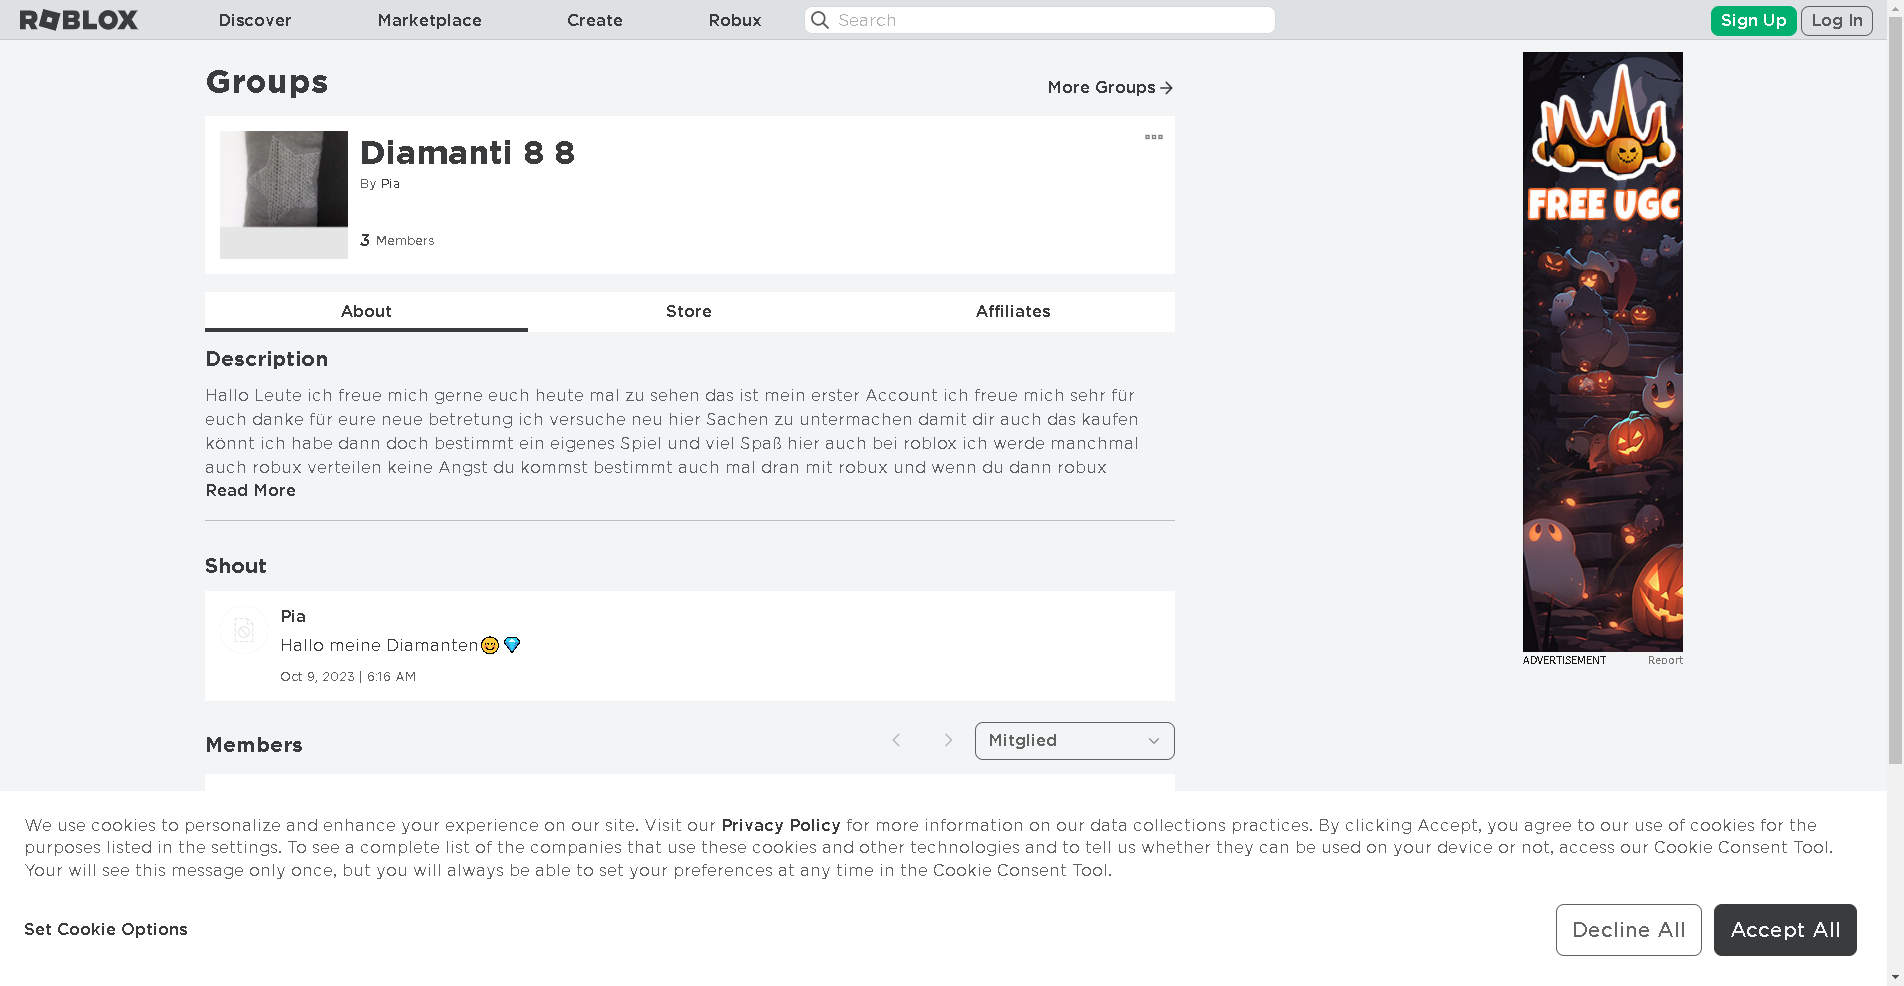 ROBLOX Discover Marketplace Create Robux Search Sign Up Log In
Groups
More Groups
Diamanti 8 8
By Pia
3 Members
About Store Affiliates
Description
Hallo Leute ich freue mich gerne euch heute mal zu sehen das ist mein erster Account ich freue mich sehr für
euch danke für eure neue betretung ich versuche neu hier Sachen zu untermachen damit dir auch das kaufen
könnt ich habe dann doch bestimmt ein eigenes Spiel und viel Spaß hier auch bei roblox ich werde manchmal
auch robux verteilen keine Angst du kommst bestimmt auch mal dran mit robux und wenn du dann robux
Read More
Shout
Pia
Hallo meine Diamanten😊💎
Oct 9, 2023 | 6:16 AM
Members
Mitglied
FREE UGC
ADVERTISEMENT Report
We use cookies to personalize and enhance your experience on our site. Visit our Privacy Policy for more information on our data collections practices. By clicking Accept, you agree to our use of cookies for the
purposes listed in the settings. To see a complete list of the companies that use these cookies and other technologies and to tell us whether they can be used on your device or not, access our Cookie Consent Tool.
Your will see this message only once, but you will always be able to set your preferences at any time in the Cookie Consent Tool.
Set Cookie Options
Decline All
Accept All